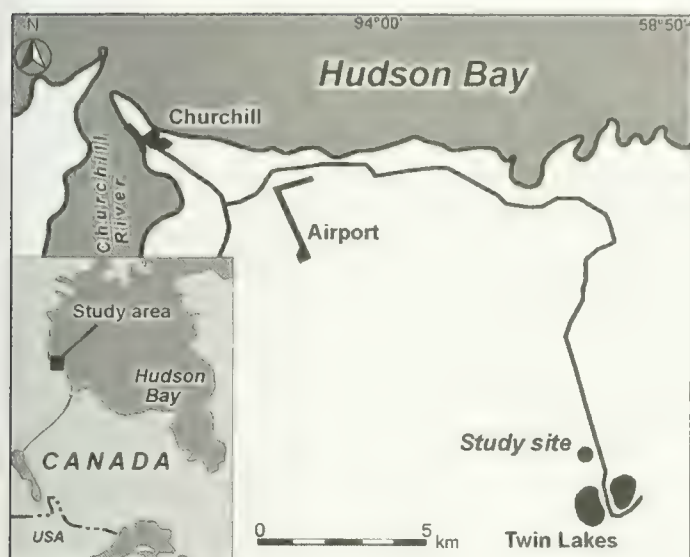 N
94°00'
58°50'
Hudson Bay
Churchill
Churchill
River
Airport
Study area
Hudson
Bay
CANADA
USA
Study site
0 5
km
Twin Lakes